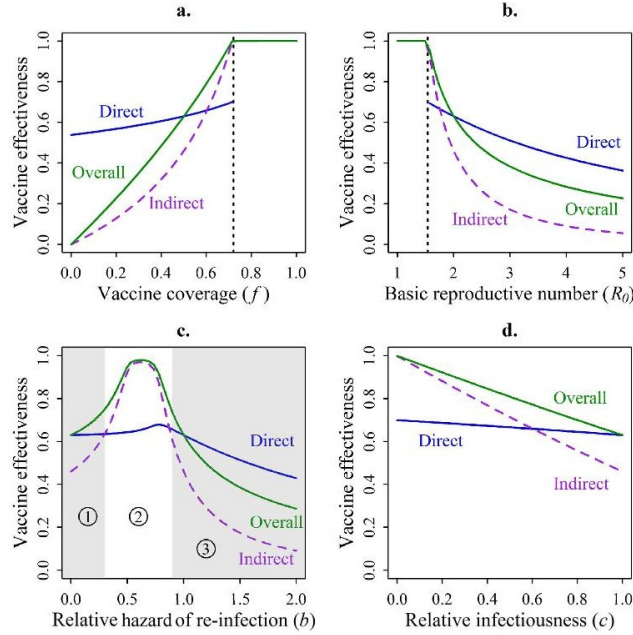 a.
Vaccine effectiveness
1.0
0.8
0.6
0.4
0.2
0.0
Direct
Overall
Indirect
0.0 0.2 0.4 0.6 0.8 1.0
Vaccine coverage (f)
b.
Vaccine effectiveness
1.0
0.8
0.6
0.4
0.2
0.0
Direct
Overall
Indirect
1 2 3 4 5
Basic reproductive number (R0)
c.
Vaccine effectiveness
1.0
0.8
0.6
0.4
0.2
0.0
Direct
Overall
Indirect
① ② ③
0.0 0.5 1.0 1.5 2.0
Relative hazard of re-infection (b)
d.
Vaccine effectiveness
1.0
0.8
0.6
0.4
0.2
0.0
Overall
Direct
Indirect
0.0 0.2 0.4 0.6 0.8 1.0
Relative infectiousness (c)